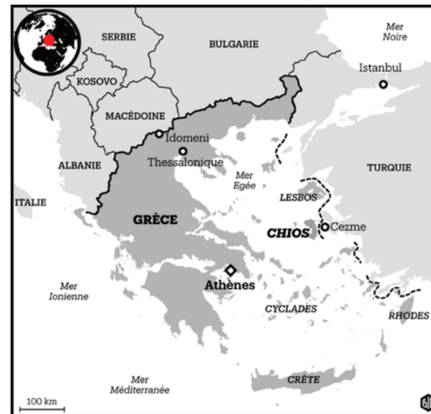 Mer
Noire
SERBIE
BULGARIE
Istanbul
KOSOVO
MACÉDOINE
Idomeni
Thessalonique
ALBANIE
Mer
Egée
TURQUIE
ITALIE
LESBOS
GRÈCE
CHIOS
Cezme
Athènes
Mer
Ionienne
CYCLADES
RHODES
Mer
Méditerranée
CRÈTE
100 km